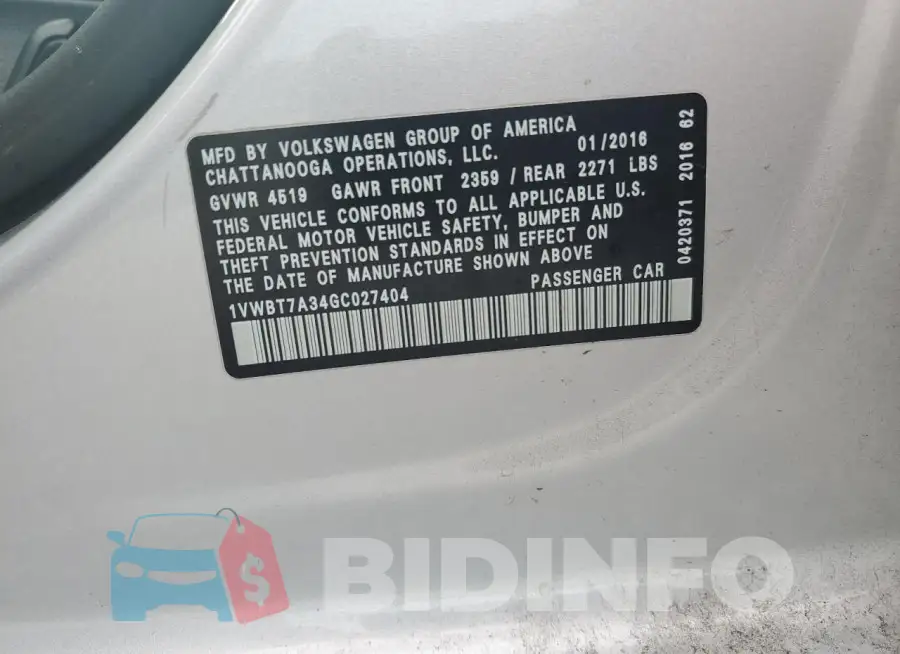 MFD BY VOLKSWAGEN GROUP OF AMERICA
CHATTANOOGA OPERATIONS, LLC. 01/2016
GVWR 4519 GAWR FRONT 2359 / REAR 2271 LBS
THIS VEHICLE CONFORMS TO ALL APPLICABLE U.S.
FEDERAL MOTOR VEHICLE SAFETY, BUMPER AND
THEFT PREVENTION STANDARDS IN EFFECT ON
THE DATE OF MANUFACTURE SHOWN ABOVE
1VWBT7A34GC027404 PASSENGER CAR
0420371 2016 62
$ BIDINFO